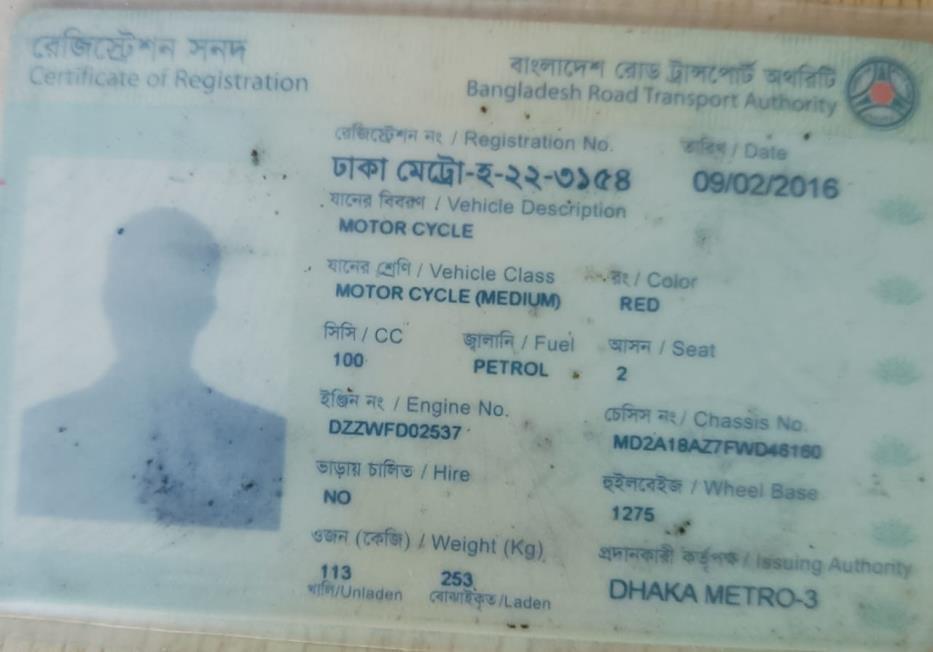 রেজিস্ট্রেশন সনদ
Certificate of Registration
বাংলাদেশ রোড ট্রান্সপোর্ট অথরিটি
Bangladesh Road Transport Authority
রেজিস্ট্রেশন নং / Registration No. তারিখ / Date
ঢাকা মেট্রো-হ-২২-৩১৫৪ 09/02/2016
যানের বিবরণ / Vehicle Description
MOTOR CYCLE
যানের শ্রেণি / Vehicle Class রং / Color
MOTOR CYCLE (MEDIUM) RED
সিসি / CC জ্বালানি / Fuel আসন / Seat
100 PETROL 2
ইঞ্জিন নং / Engine No. চেসিস নং / Chassis No.
DZZWFD02537 MD2A18AZ7FWD46160
ভাড়ায় চালিত / Hire হুইলবেইজ / Wheel Base
NO 1275
ওজন (কেজি) / Weight (Kg) প্রদানকারী কর্তৃপক্ষ / Issuing Authority
113 253 DHAKA METRO-3
খালি/Unladen বোঝাইকৃত/Laden